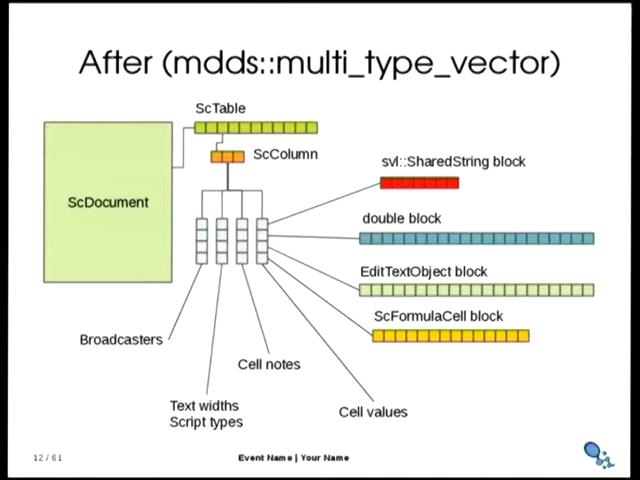 After (mdds::multi_type_vector)
ScTable
ScColumn
svl::SharedString block
ScDocument
double block
EditTextObject block
ScFormulaCell block
Broadcasters
Cell notes
Text widths
Script types
Cell values
12 / 61
Event Name | Your Name